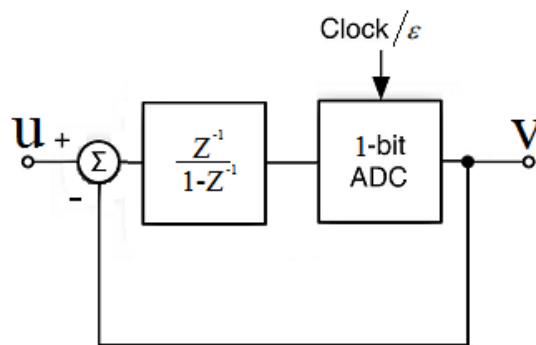 Clock/ε
u + Σ -
Z⁻¹
1-Z⁻¹
1-bit
ADC
v